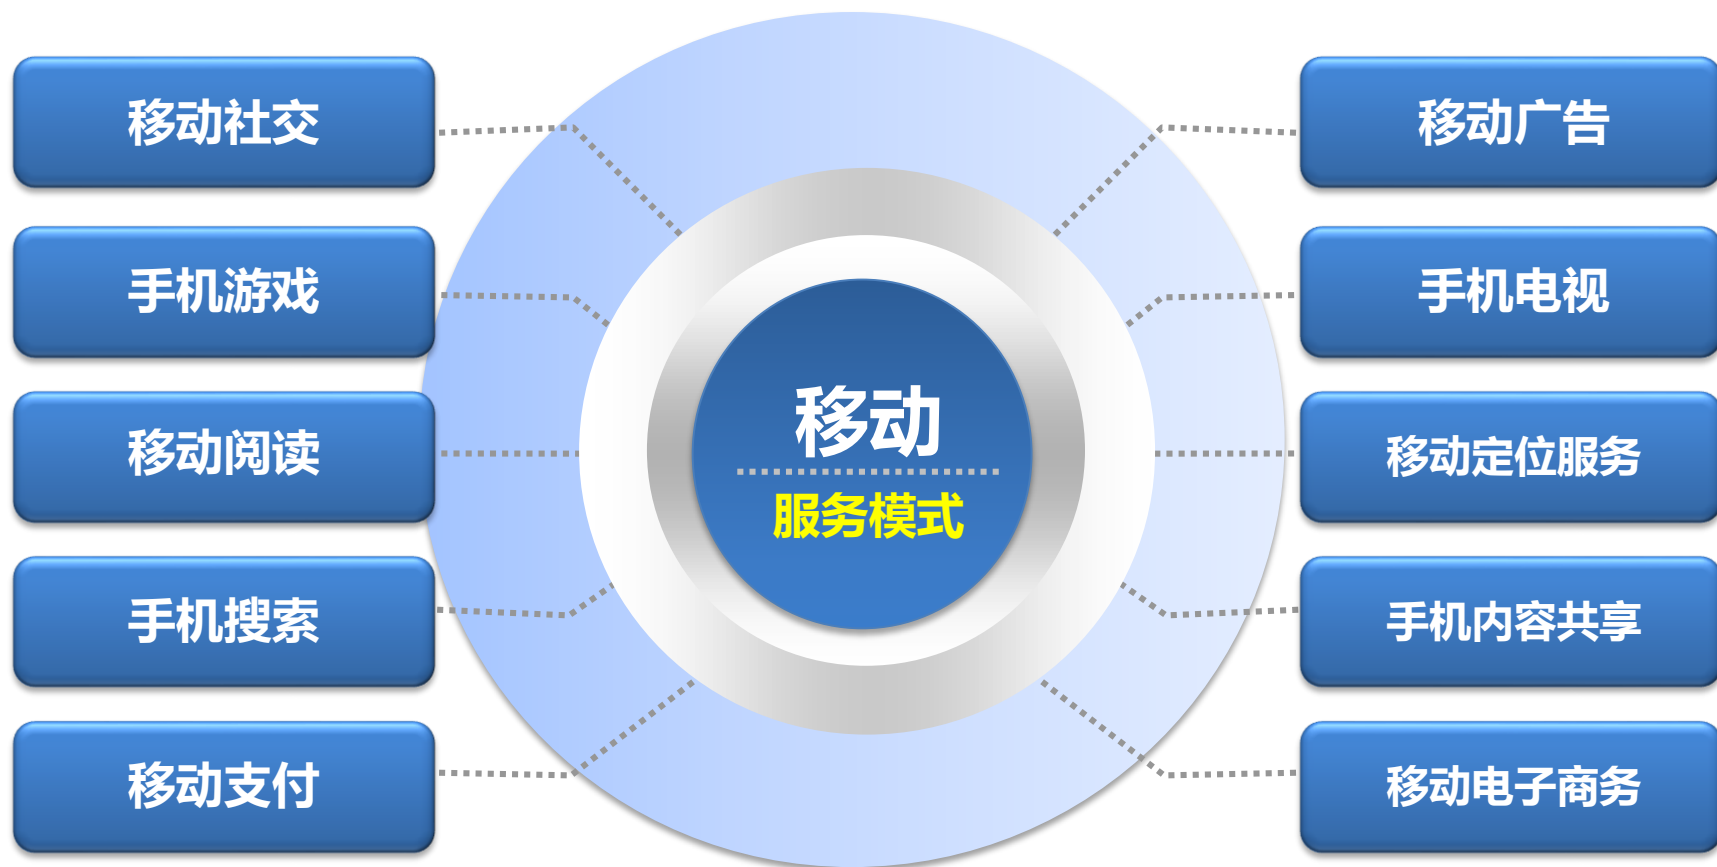 移动社交
手机游戏
移动阅读
手机搜索
移动支付
移动
服务模式
移动广告
手机电视
移动定位服务
手机内容共享
移动电子商务